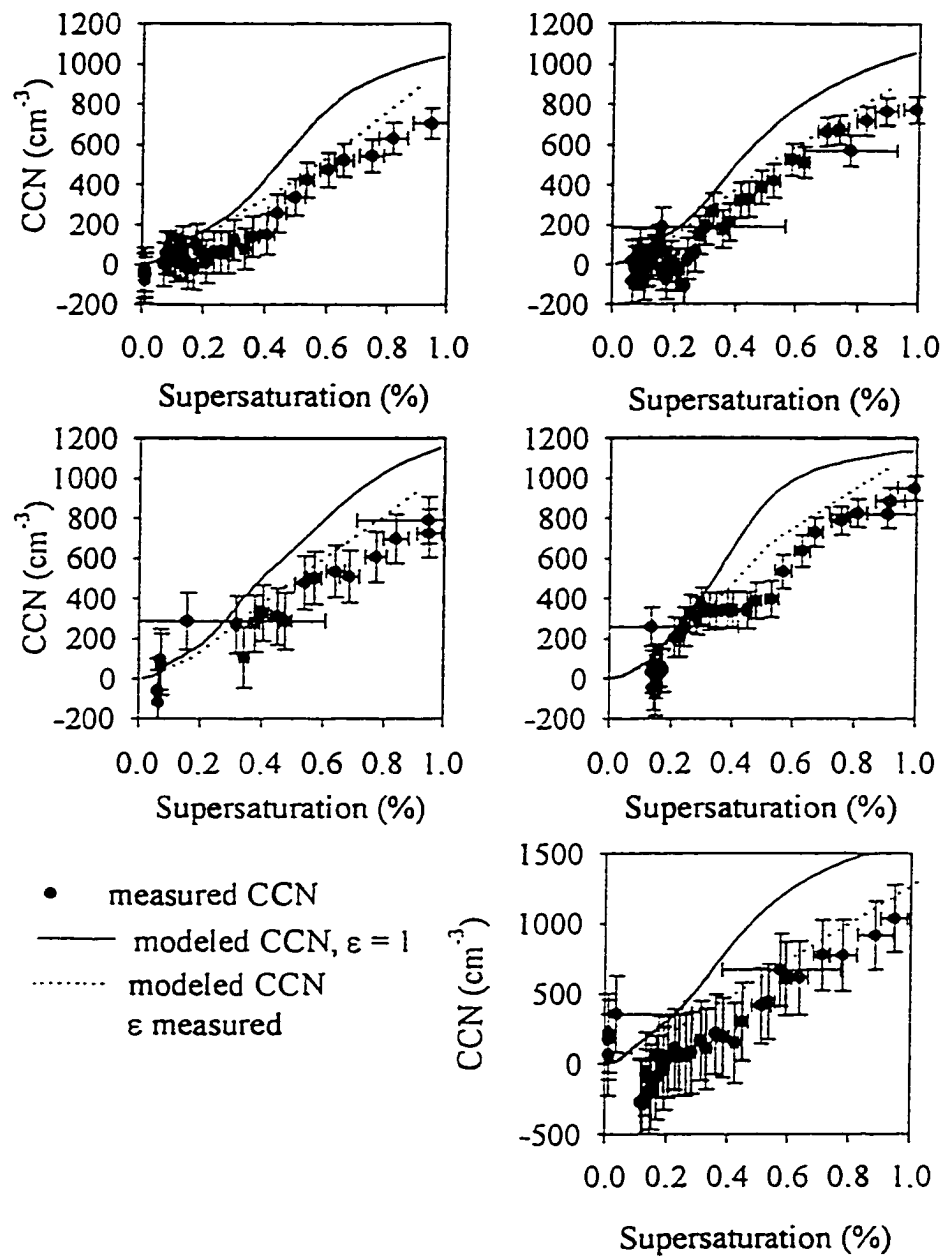 1200
1000
800
600
400
200
0
-200
CCN (cm⁻³)
0.0 0.2 0.4 0.6 0.8 1.0
Supersaturation (%)
1200
1000
800
600
400
200
0
-200
0.0 0.2 0.4 0.6 0.8 1.0
Supersaturation (%)
1200
1000
800
600
400
200
0
-200
CCN (cm⁻³)
0.0 0.2 0.4 0.6 0.8 1.0
Supersaturation (%)
1200
1000
800
600
400
200
0
-200
0.0 0.2 0.4 0.6 0.8 1.0
Supersaturation (%)
measured CCN
modeled CCN, ε = 1
modeled CCN
ε measured
1500
1000
500
0
-500
CCN (cm⁻³)
0.0 0.2 0.4 0.6 0.8 1.0
Supersaturation (%)